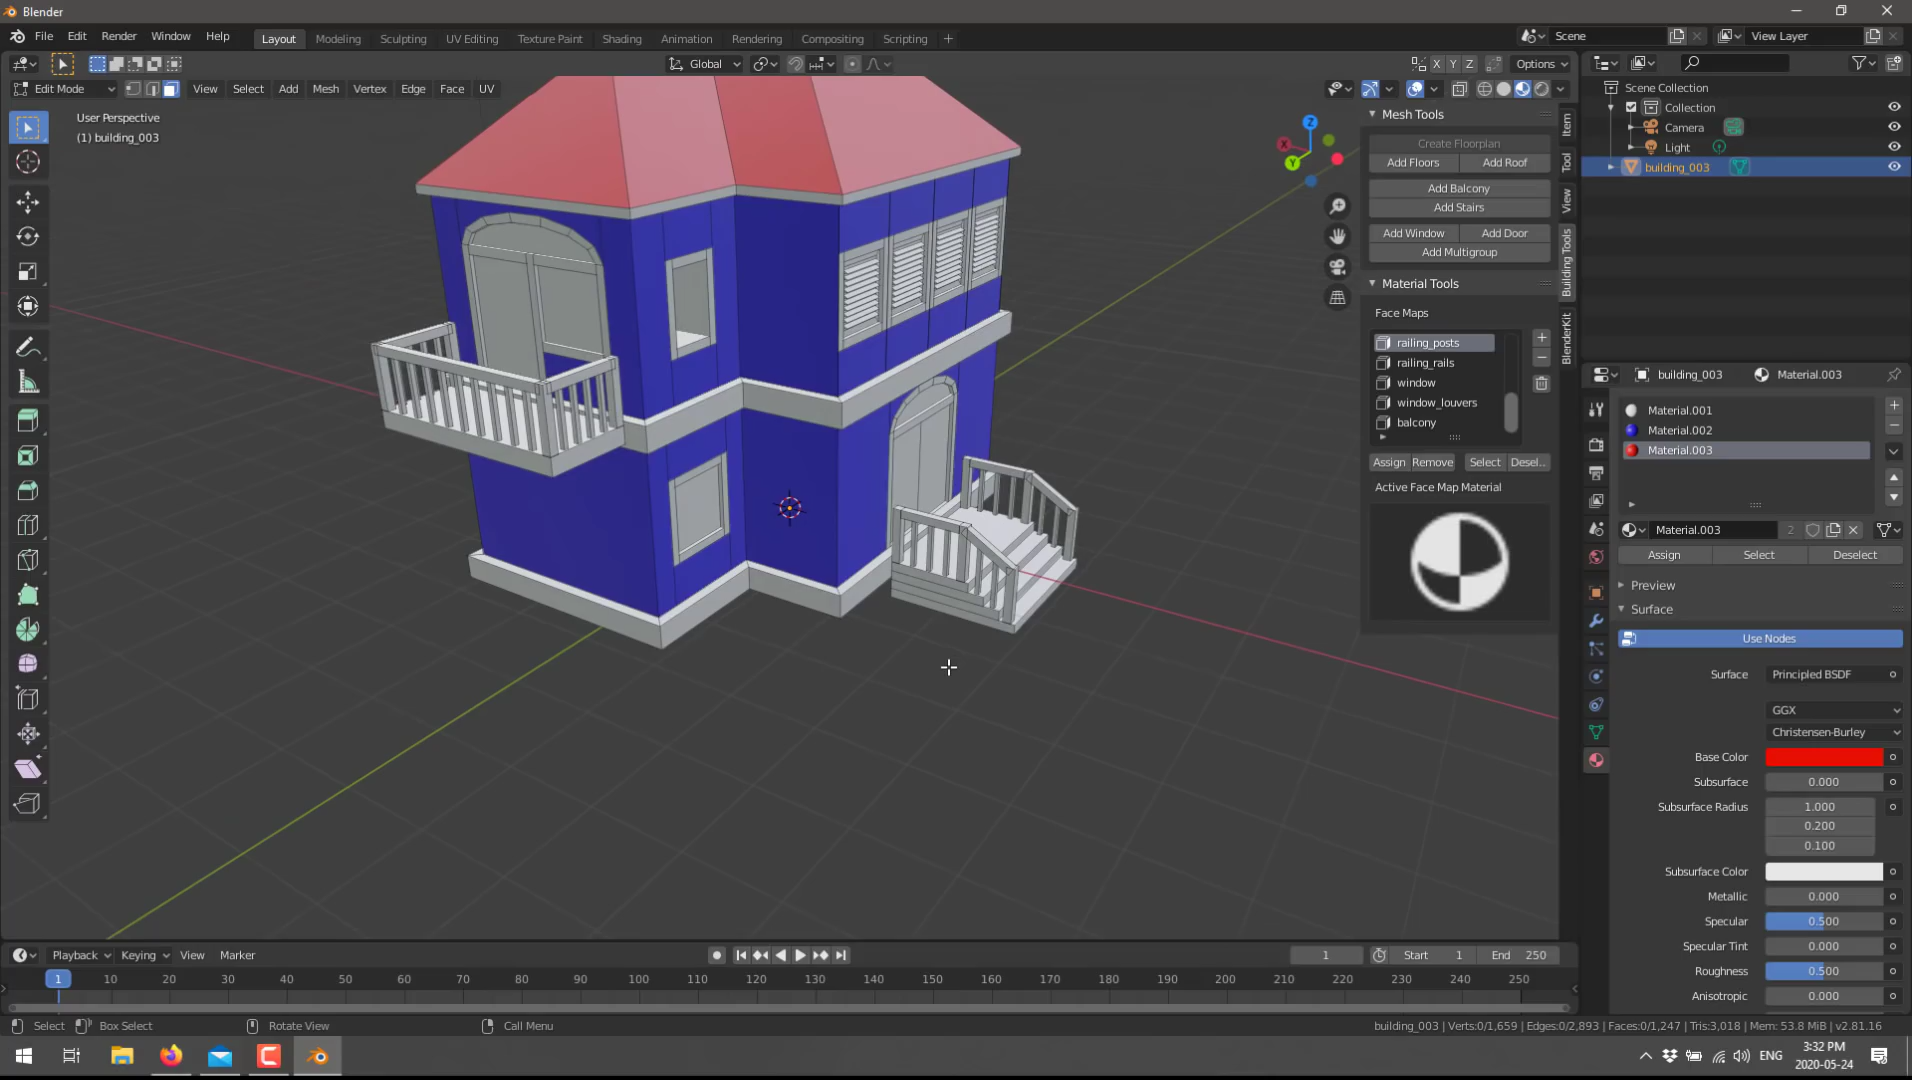 Blender
File Edit Render Window Help Layout Modeling Sculpting UV Editing Texture Paint Shading Animation Rendering Compositing Scripting + Scene View Layer
Global X Y Z Options
Edit Mode View Select Add Mesh Vertex Edge Face UV
User Perspective
(1) building_003
Z
X
Y
Mesh Tools
Create Floorplan
Add Floors Add Roof
Add Balcony
Add Stairs
Add Window Add Door
Add Multigroup
Material Tools
Face Maps
railing_posts
railing_rails
window
window_louvers
balcony
Assign Remove Select Desel..
Active Face Map Material
Item
Tool
View
Building Tools
BlenderKit
Scene Collection
Collection
Camera
Light
building_003
building_003 Material.003
Material.001
Material.002
Material.003
Material.003 2
Assign Select Deselect
Preview
Surface
Use Nodes
Surface Principled BSDF
GGX
Christensen-Burley
Base Color
Subsurface 0.000
Subsurface Radius 1.000
0.200
0.100
Subsurface Color
Metallic 0.000
Specular 0.500
Specular Tint 0.000
Roughness 0.500
Anisotropic 0.000
Playback Keying View Marker 1 Start 1 End 250
1 10 20 30 40 50 60 70 80 90 100 110 120 130 140 150 160 170 180 190 200 210 220 230 240 250
Select Box Select Rotate View Call Menu building_003 | Verts:0/1,659 | Edges:0/2,893 | Faces:0/1,247 | Tris:3,018 | Mem: 53.8 MiB | v2.81.16
ENG 3:32 PM
2020-05-24